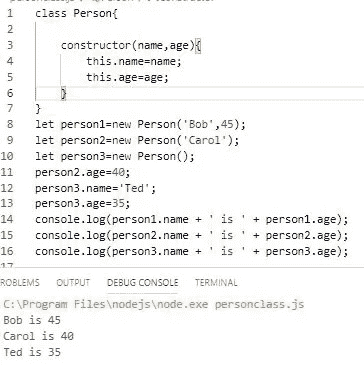 1 class Person{
2
3 constructor(name,age){
4 this.name=name;
5 this.age=age;
6 }
7 }
8 let person1=new Person('Bob',45);
9 let person2=new Person('Carol');
10 let person3=new Person();
11 person2.age=40;
12 person3.name='Ted';
13 person3.age=35;
14 console.log(person1.name + ' is ' + person1.age);
15 console.log(person2.name + ' is ' + person2.age);
16 console.log(person3.name + ' is ' + person3.age);
17
ROBLEMS OUTPUT DEBUG CONSOLE TERMINAL
C:\Program Files\nodejs\node.exe personclass.js
Bob is 45
Carol is 40
Ted is 35